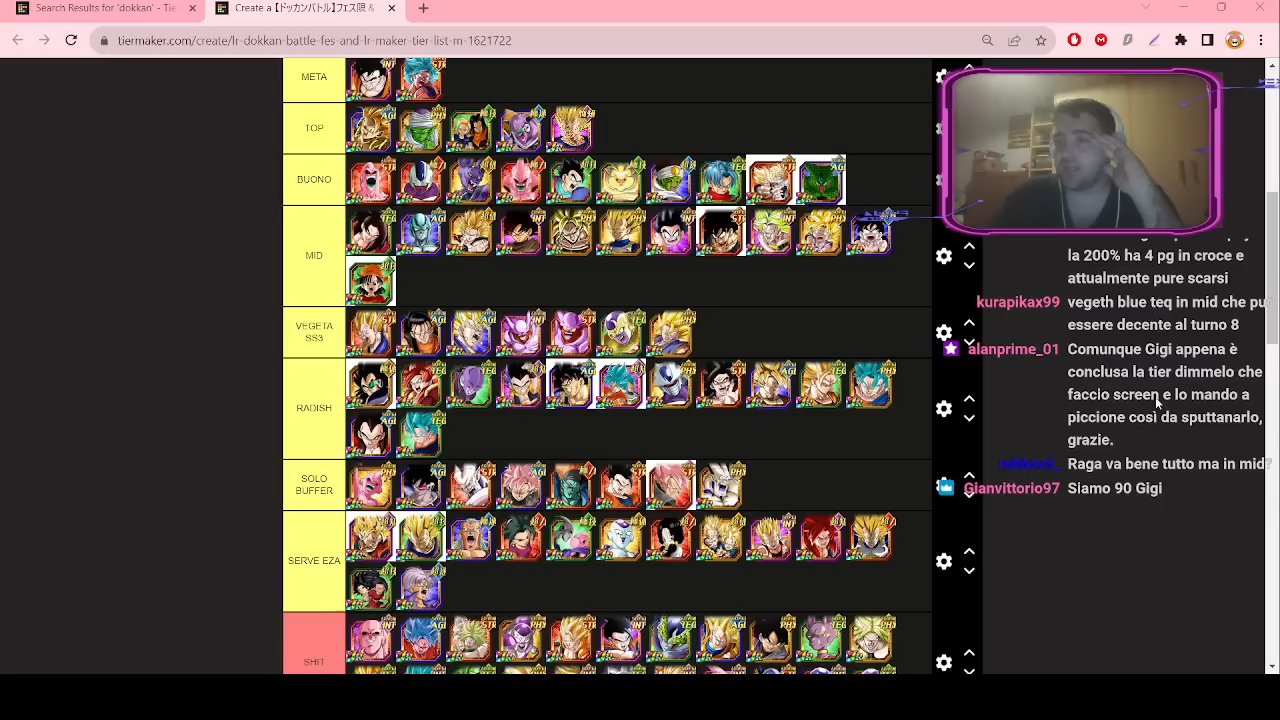 Search Results for 'dokkan' - Tier
Create a 【ドッカンバトル】フェス限 &
tiermaker.com/create/lr-dokkan-battle-fes-and-lr-maker-tier-list-m-1621722
META
TOP
BUONO
MID
VEGETA
SS3
RADISH
SOLO
BUFFER
SERVE EZA
SHIT
la 200% ha 4 pg in croce e
attualmente pure scarsi
kurapikax99 vegeth blue teq in mid che può
essere decente al turno 8
alanprime_01 Comunque Gigi appena è
conclusa la tier dimmelo che
faccio screen e lo mando a
piccione così da sputtanarlo,
grazie.
Raga va bene tutto ma in mid?
Gianvittorio97 Siamo 90 Gigi